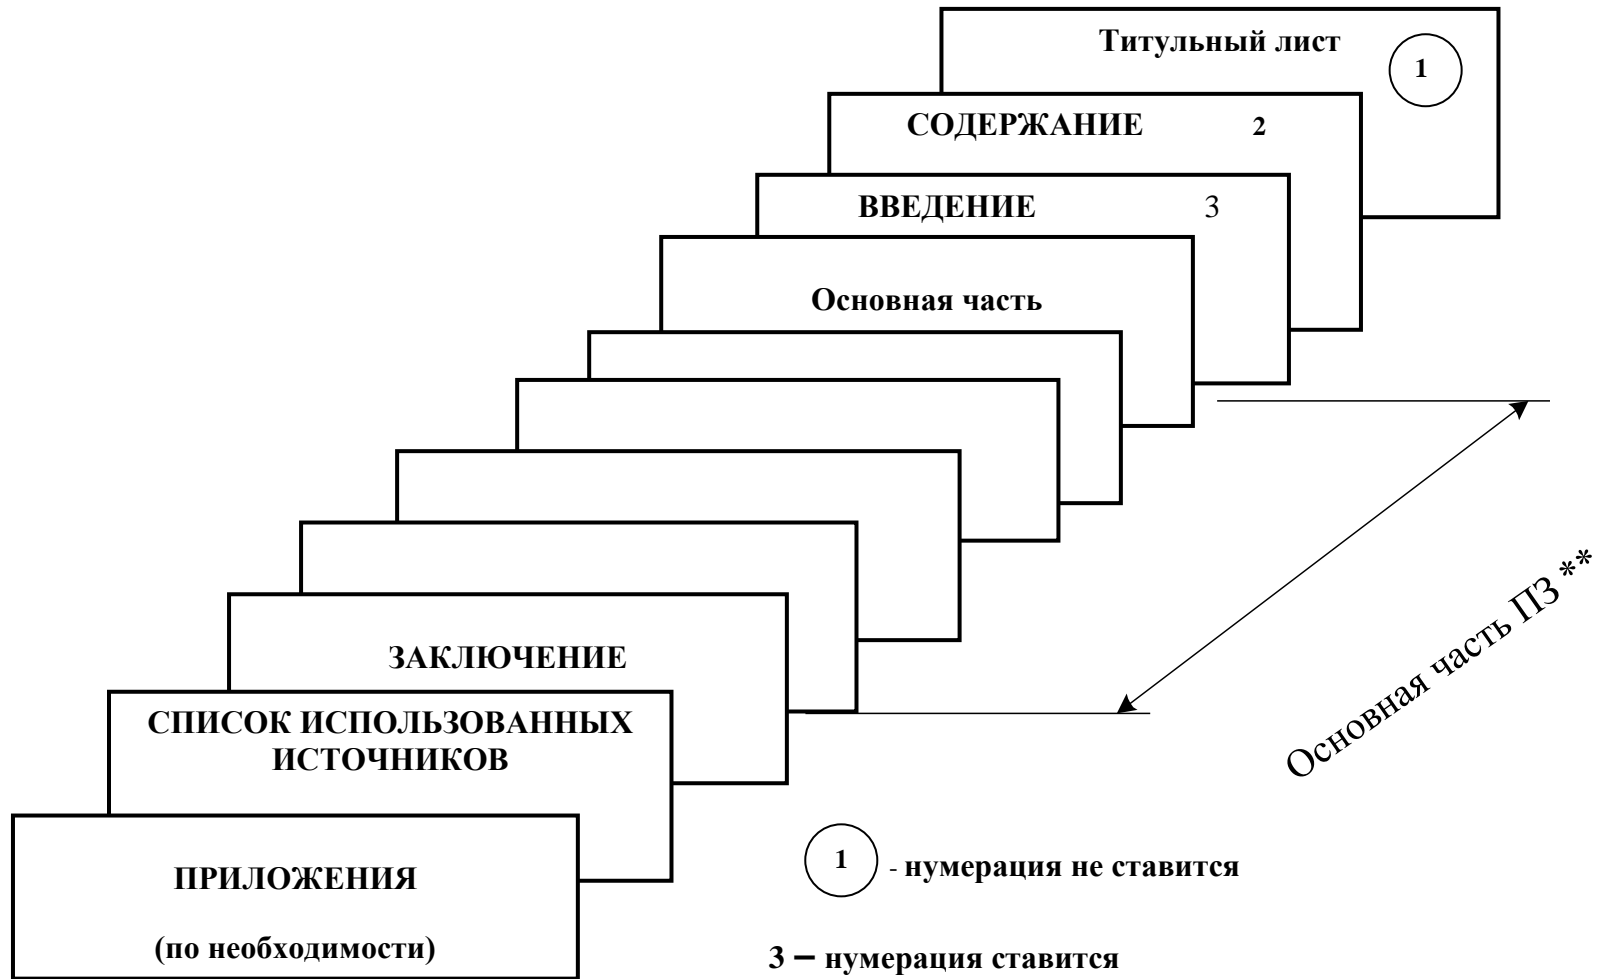 Титульный лист
1
СОДЕРЖАНИЕ 2
ВВЕДЕНИЕ 3
Основная часть
Основная часть ПЗ **
ЗАКЛЮЧЕНИЕ
СПИСОК ИСПОЛЬЗОВАННЫХ
ИСТОЧНИКОВ
ПРИЛОЖЕНИЯ
(по необходимости)
1 - нумерация не ставится
3 – нумерация ставится